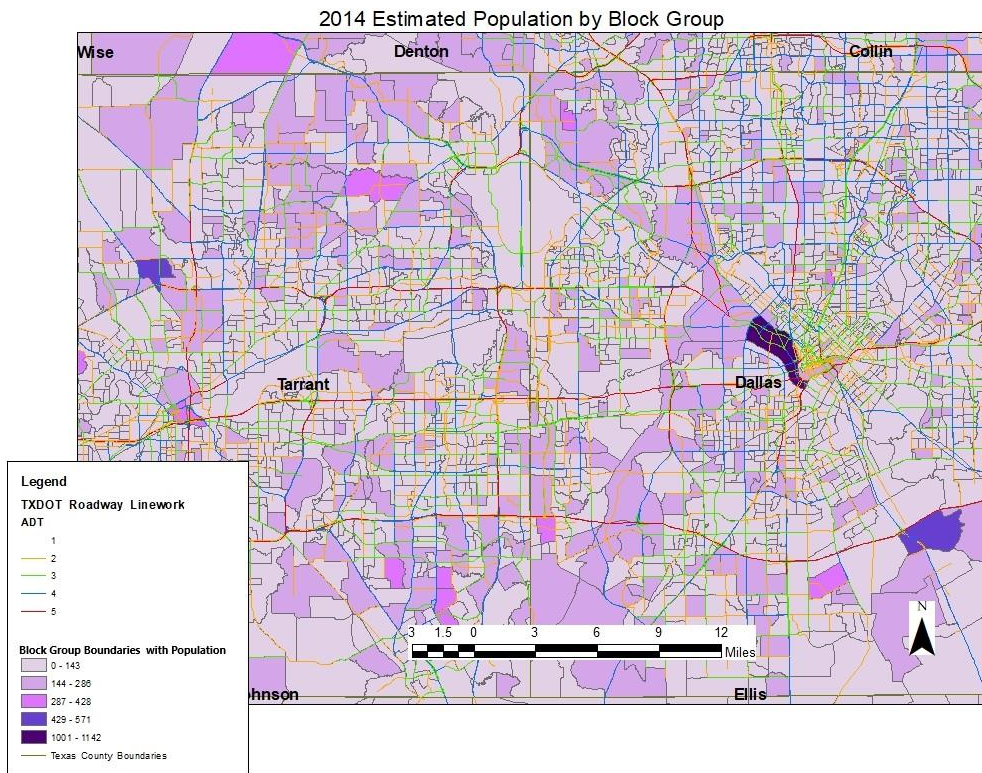 2014 Estimated Population by Block Group
Wise
Denton
Collin
Tarrant
Dallas
Legend
TXDOT Roadway Linework
ADT
1
2
3
4
5
Block Group Boundaries with Population
0 - 143
144 - 286
287 - 428
429 - 571
1001 - 1142
Texas County Boundaries
3 1.5 0 3 6 9 12
Miles
N
ohnson
Ellis